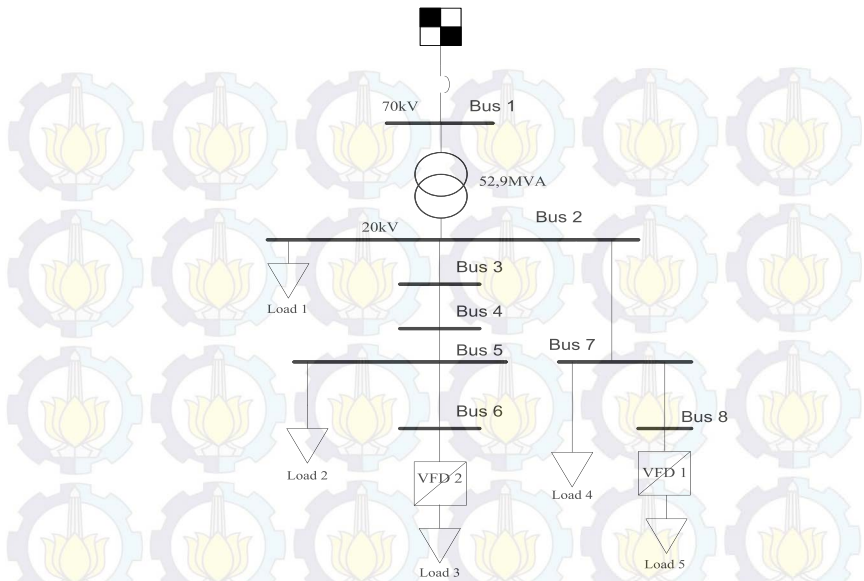 70kV
Bus 1
52,9MVA
Bus 2
20kV
Bus 3
Load 1
Bus 4
Bus 5
Bus 7
Bus 6
Bus 8
Load 2
VFD 2
VFD 1
Load 4
Load 3
Load 5